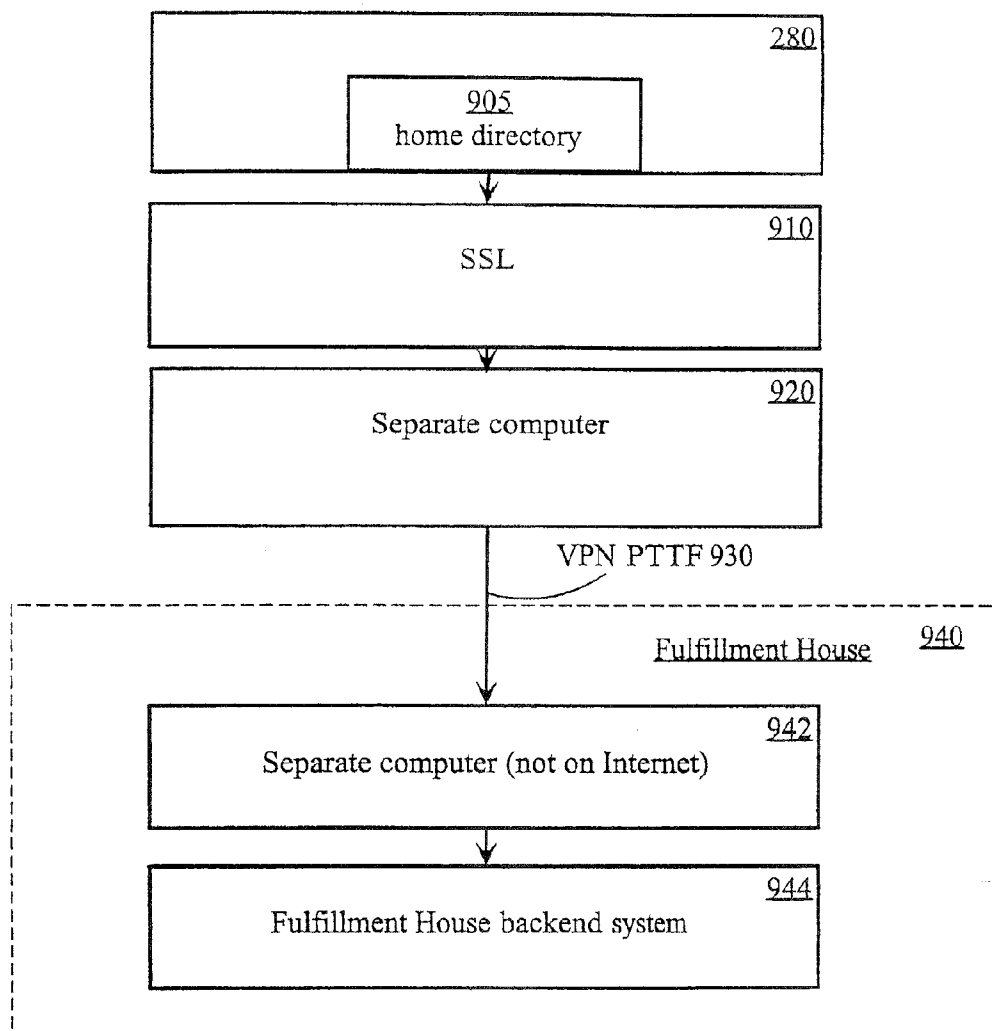 280
905
home directory
910
SSL
920
Separate computer
VPN PTTF 930
Fulfillment House 940
942
Separate computer (not on Internet)
944
Fulfillment House backend system